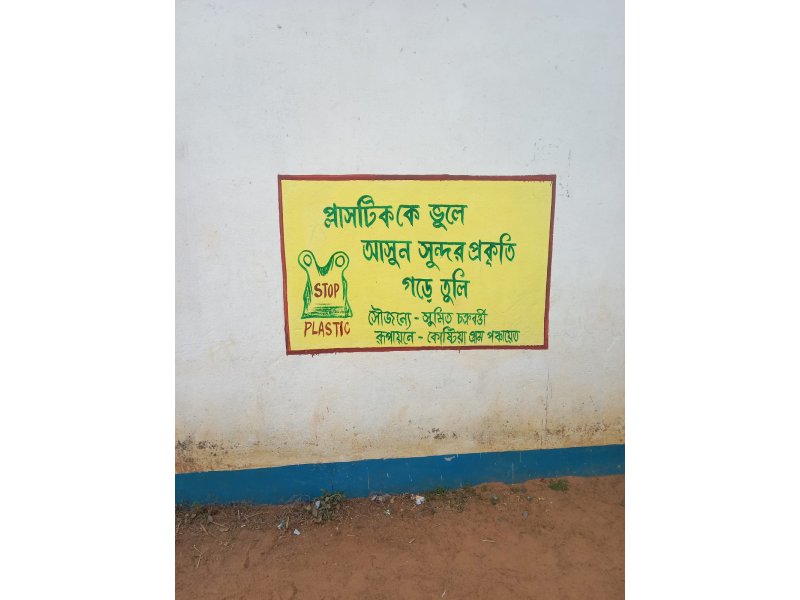 প্লাসটিককে ভুলে
আসুন সুন্দর প্রকৃতি
গড়ে তুলি
STOP
PLASTIC
সৌজন্যে - সুমিত চক্রবর্তী
রূপায়নে - কোষ্টিয়া গ্রাম পঞ্চায়েত